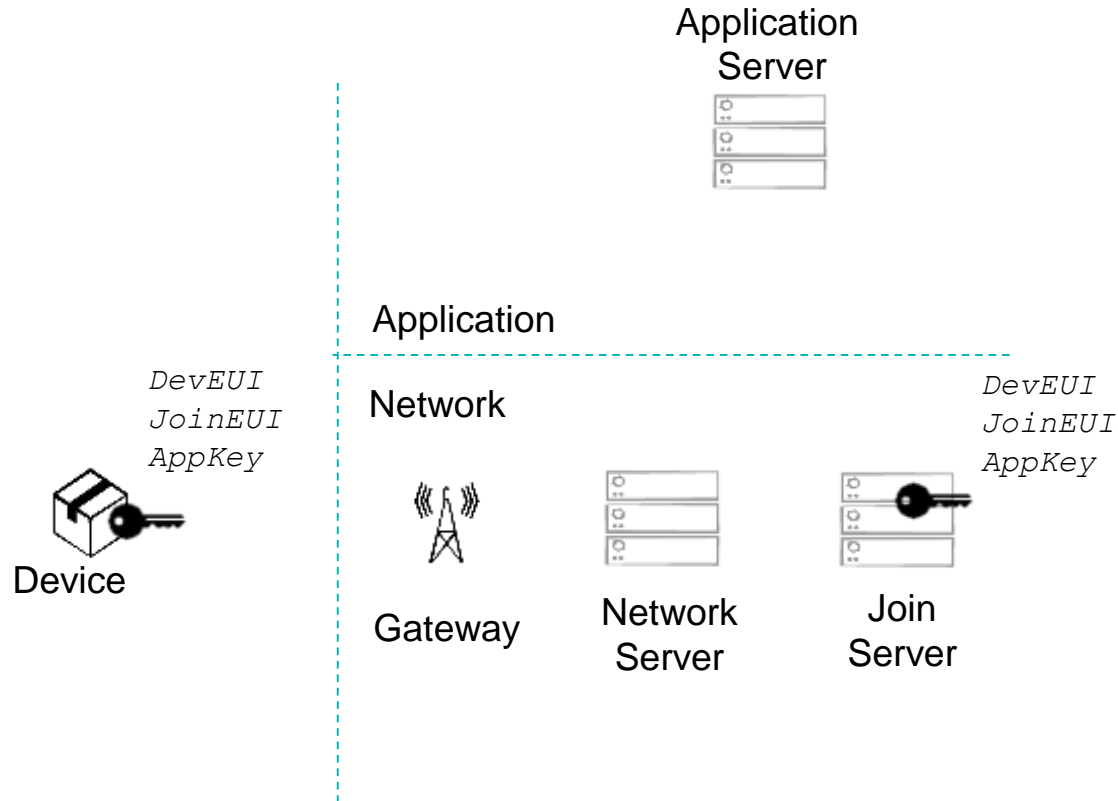 Application
Server
Application
DevEUI
JoinEUI
AppKey
Network
DevEUI
JoinEUI
AppKey
Device
Gateway
Network
Server
Join
Server